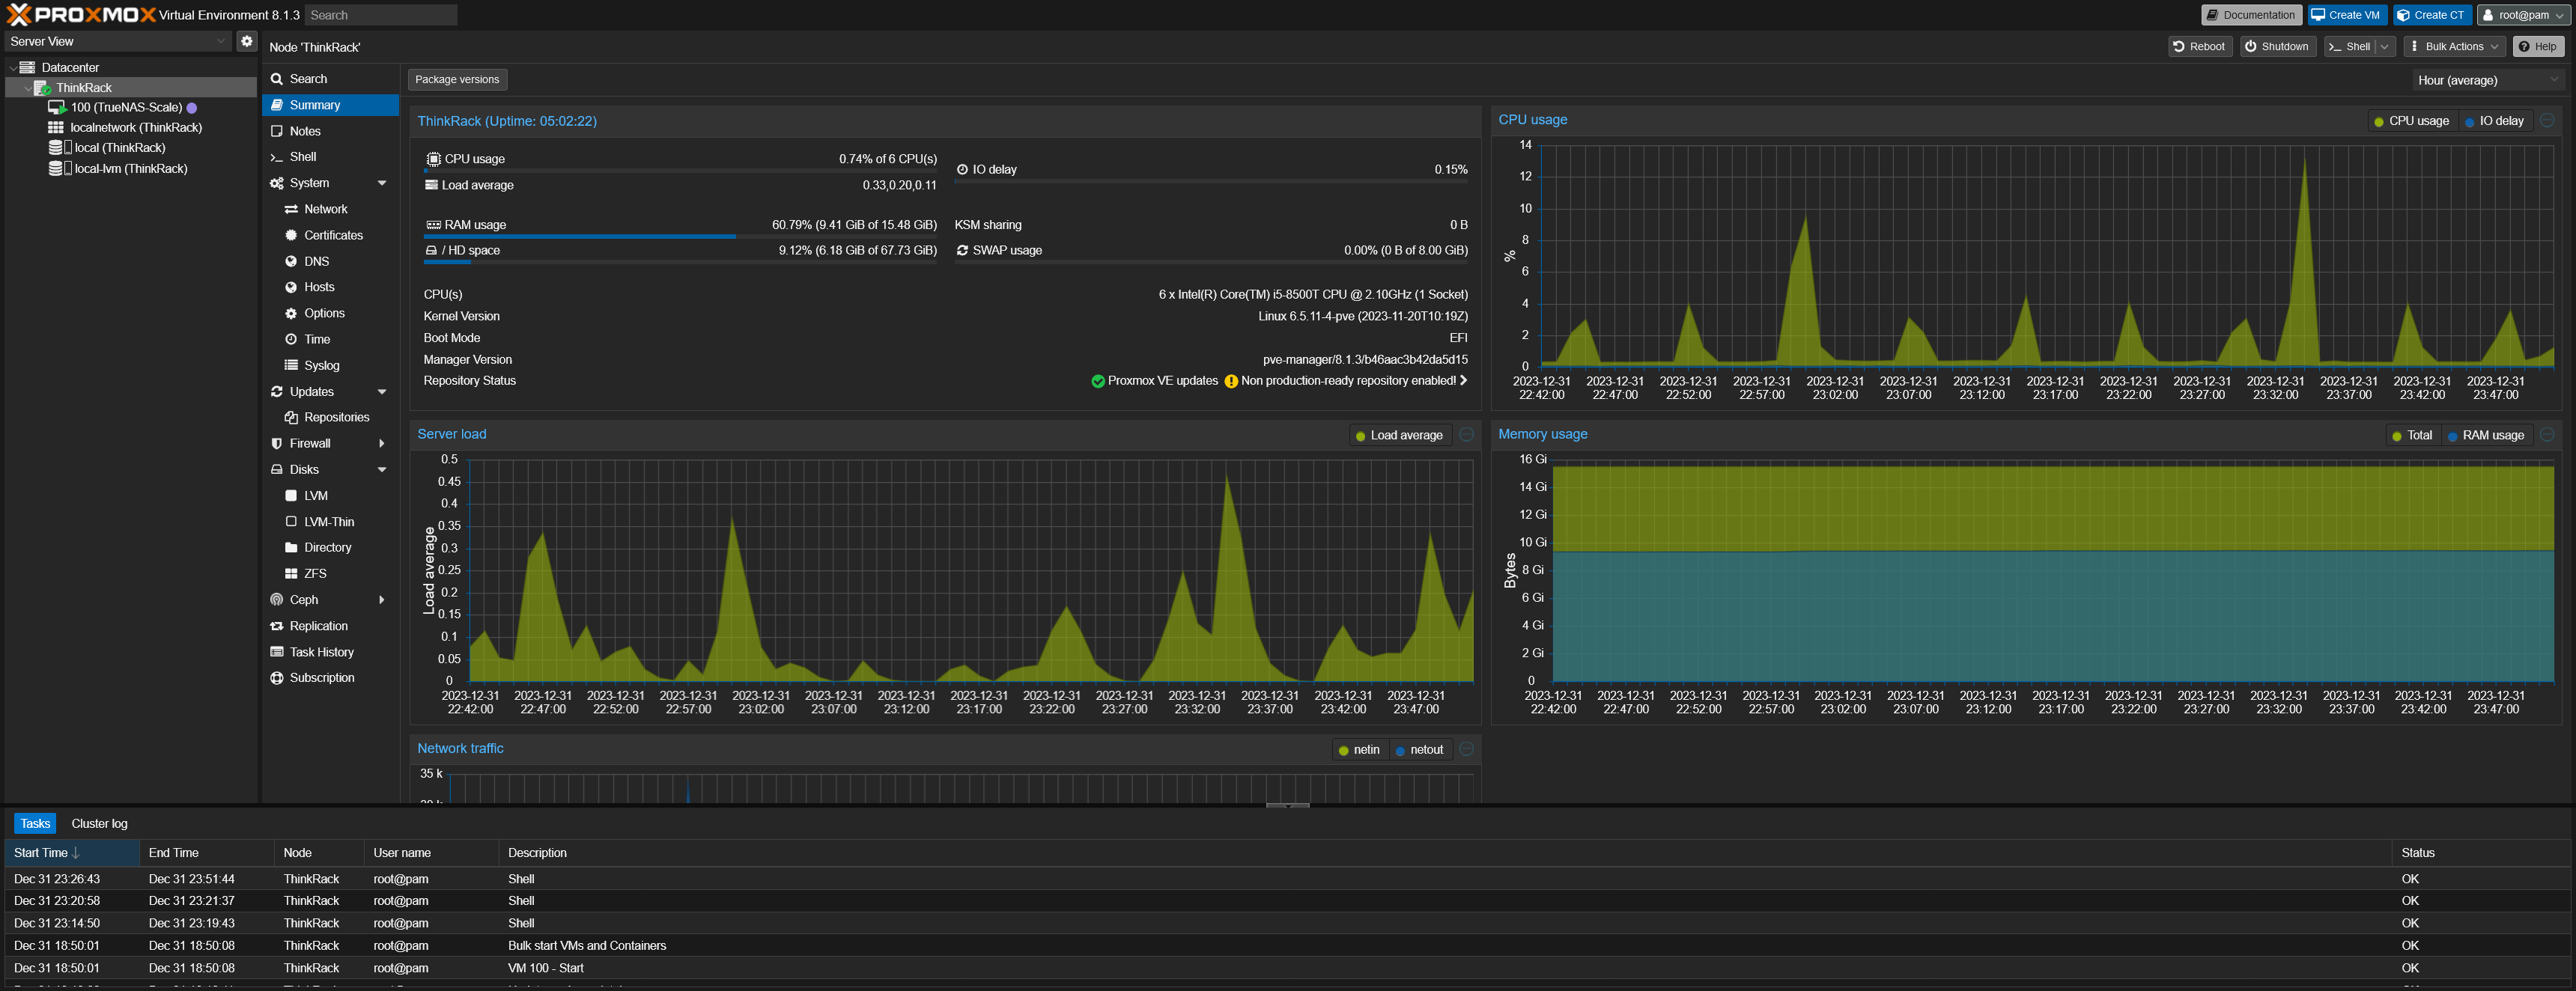 PROXMOX Virtual Environment 8.1.3 Search Documentation Create VM Create CT root@pam
Server View
Node 'ThinkRack' Reboot Shutdown Shell Bulk Actions Help
Datacenter
ThinkRack
100 (TrueNAS-Scale)
localnetwork (ThinkRack)
local (ThinkRack)
local-lvm (ThinkRack)
Search
Summary
Notes
Shell
System
Network
Certificates
DNS
Hosts
Options
Time
Syslog
Updates
Repositories
Firewall
Disks
LVM
LVM-Thin
Directory
ZFS
Ceph
Replication
Task History
Subscription
Package versions Hour (average)
ThinkRack (Uptime: 05:02:22)
CPU usage 0.74% of 6 CPU(s)
IO delay 0.15%
Load average 0.33,0.20,0.11
RAM usage 60.79% (9.41 GiB of 15.48 GiB)
KSM sharing 0 B
/ HD space 9.12% (6.18 GiB of 67.73 GiB)
SWAP usage 0.00% (0 B of 8.00 GiB)
CPU(s) 6 x Intel(R) Core(TM) i5-8500T CPU @ 2.10GHz (1 Socket)
Kernel Version Linux 6.5.11-4-pve (2023-11-20T10:19Z)
Boot Mode EFI
Manager Version pve-manager/8.1.3/b46aac3b42da5d15
Repository Status Proxmox VE updates Non production-ready repository enabled!
CPU usage CPU usage IO delay
14
12
10
8
6
4
2
0
%
2023-12-31 2023-12-31 2023-12-31 2023-12-31 2023-12-31 2023-12-31 2023-12-31 2023-12-31 2023-12-31 2023-12-31 2023-12-31 2023-12-31 2023-12-31 2023-12-31
22:42:00 22:47:00 22:52:00 22:57:00 23:02:00 23:07:00 23:12:00 23:17:00 23:22:00 23:27:00 23:32:00 23:37:00 23:42:00 23:47:00
Server load Load average
0.5
0.45
0.4
0.35
0.3
0.25
0.2
0.15
0.1
0.05
0
Load average
2023-12-31 2023-12-31 2023-12-31 2023-12-31 2023-12-31 2023-12-31 2023-12-31 2023-12-31 2023-12-31 2023-12-31 2023-12-31 2023-12-31 2023-12-31 2023-12-31
22:42:00 22:47:00 22:52:00 22:57:00 23:02:00 23:07:00 23:12:00 23:17:00 23:22:00 23:27:00 23:32:00 23:37:00 23:42:00 23:47:00
Memory usage Total RAM usage
16 Gi
14 Gi
12 Gi
10 Gi
8 Gi
6 Gi
4 Gi
2 Gi
0
Bytes
2023-12-31 2023-12-31 2023-12-31 2023-12-31 2023-12-31 2023-12-31 2023-12-31 2023-12-31 2023-12-31 2023-12-31 2023-12-31 2023-12-31 2023-12-31 2023-12-31
22:42:00 22:47:00 22:52:00 22:57:00 23:02:00 23:07:00 23:12:00 23:17:00 23:22:00 23:27:00 23:32:00 23:37:00 23:42:00 23:47:00
Network traffic netin netout
35 k
Tasks Cluster log
Start Time End Time Node User name Description Status
Dec 31 23:26:43 Dec 31 23:51:44 ThinkRack root@pam Shell OK
Dec 31 23:20:58 Dec 31 23:21:37 ThinkRack root@pam Shell OK
Dec 31 23:14:50 Dec 31 23:19:43 ThinkRack root@pam Shell OK
Dec 31 18:50:01 Dec 31 18:50:08 ThinkRack root@pam Bulk start VMs and Containers OK
Dec 31 18:50:01 Dec 31 18:50:08 ThinkRack root@pam VM 100 - Start OK